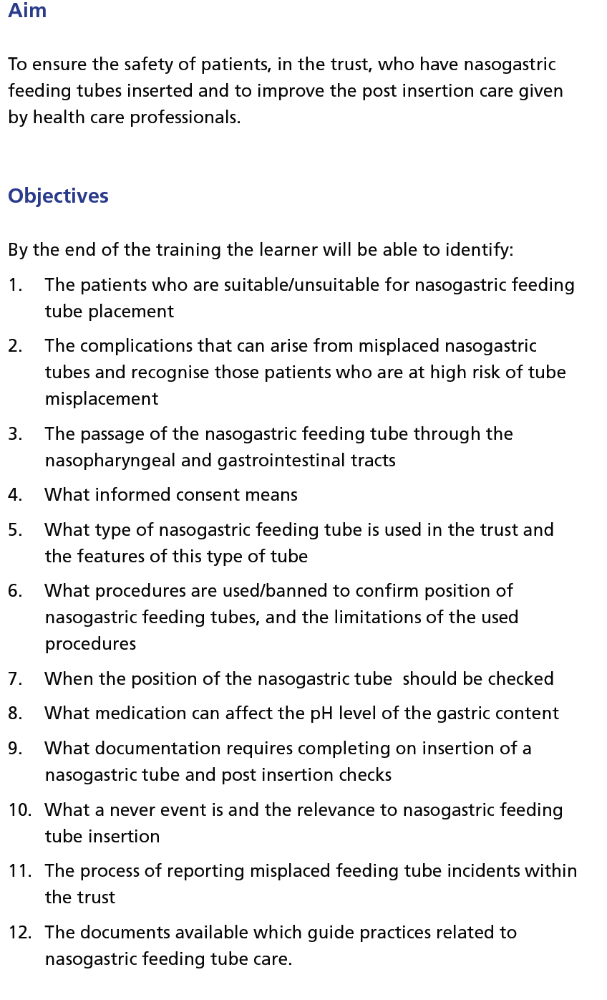 Aim
To ensure the safety of patients, in the trust, who have nasogastric
feeding tubes inserted and to improve the post insertion care given
by health care professionals.
Objectives
By the end of the training the learner will be able to identify:
1. The patients who are suitable/unsuitable for nasogastric feeding
tube placement
2. The complications that can arise from misplaced nasogastric
tubes and recognise those patients who are at high risk of tube
misplacement
3. The passage of the nasogastric feeding tube through the
nasopharyngeal and gastrointestinal tracts
4. What informed consent means
5. What type of nasogastric feeding tube is used in the trust and
the features of this type of tube
6. What procedures are used/banned to confirm position of
nasogastric feeding tubes, and the limitations of the used
procedures
7. When the position of the nasogastric tube  should be checked
8. What medication can affect the pH level of the gastric content
9. What documentation requires completing on insertion of a
nasogastric tube and post insertion checks
10. What a never event is and the relevance to nasogastric feeding
tube insertion
11. The process of reporting misplaced feeding tube incidents within
the trust
12. The documents available which guide practices related to
nasogastric feeding tube care.